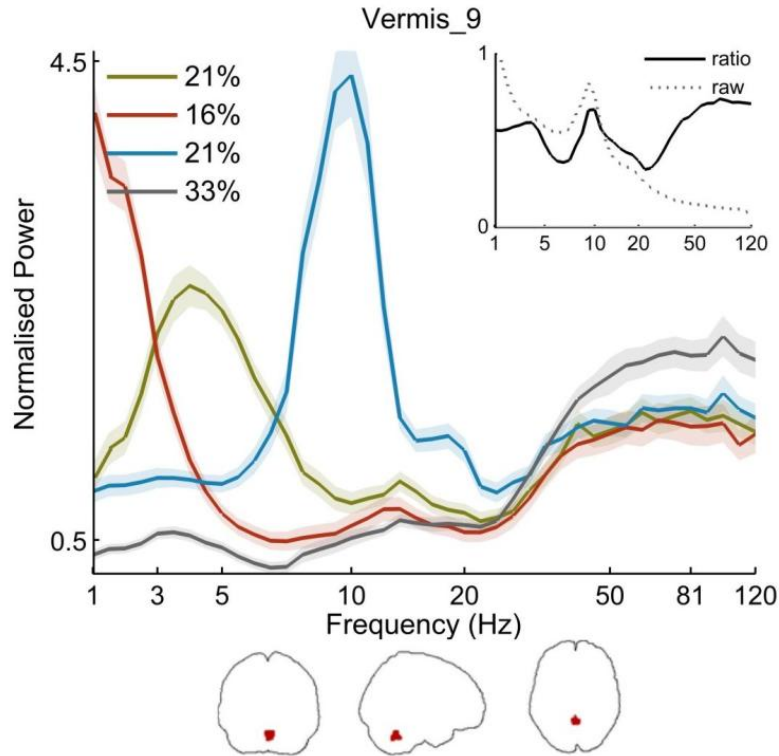 Vermis_9
4.5
21%
16%
21%
33%
Normalised Power
0.5
1 3 5 10 20 50 81 120
Frequency (Hz)
1
ratio
raw
0
1 5 10 20 50 120